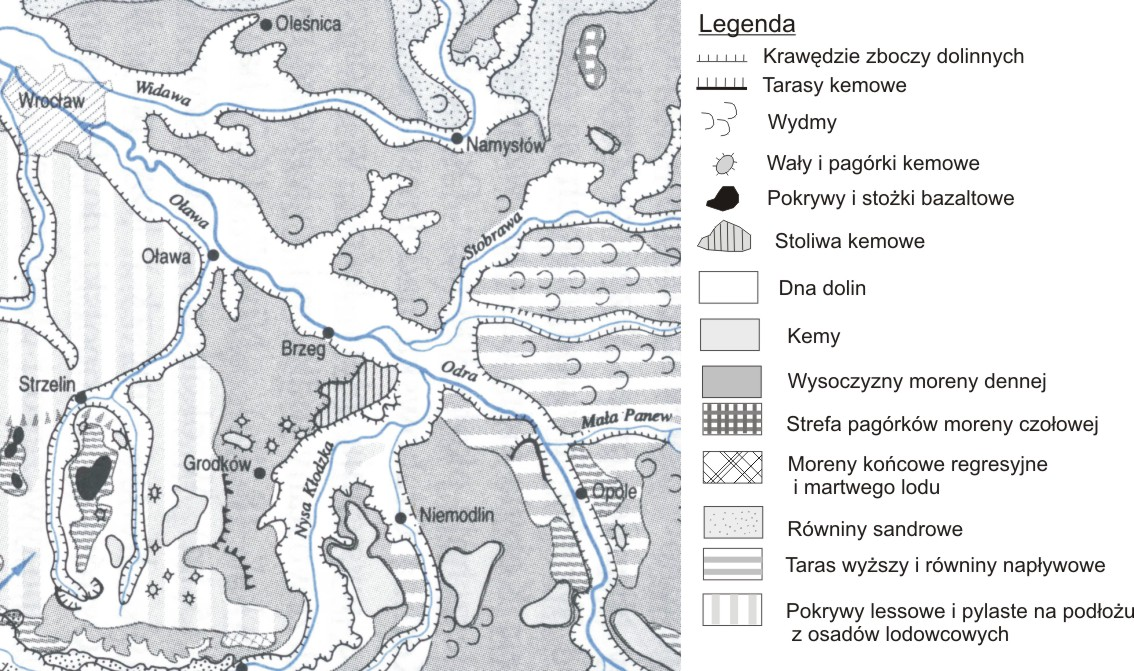 Oleśnica
Widawa
Wrocław
Namysłów
Oława
Stobrawa
Oława
Brzeg
Odra
Strzelin
Mała Panew
Grodków
Nysa Kłodzka
Opole
Niemodlin
Legenda
Krawędzie zboczy dolinnych
Tarasy kemowe
Wydmy
Wały i pagórki kemowe
Pokrywy i stożki bazaltowe
Stoliwa kemowe
Dna dolin
Kemy
Wysoczyzny moreny dennej
Strefa pagórków moreny czołowej
Moreny końcowe regresyjne
i martwego lodu
Równiny sandrowe
Taras wyższy i równiny napływowe
Pokrywy lessowe i pylaste na podłożu
z osadów lodowcowych